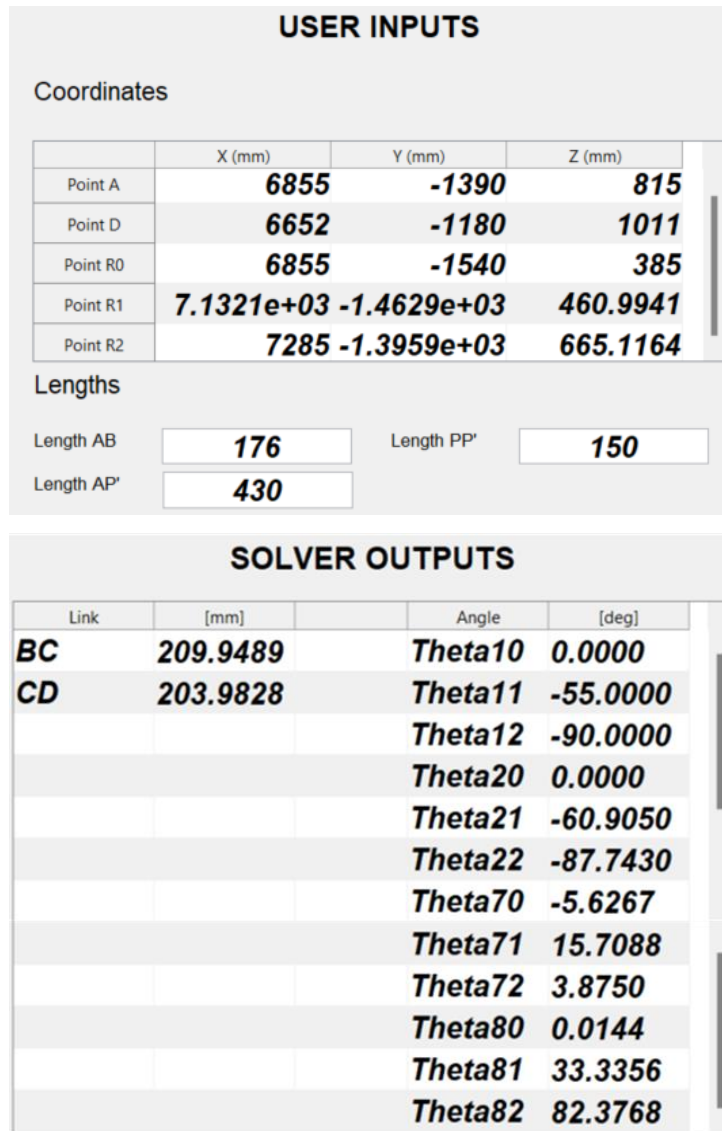 USER INPUTS
Coordinates
X (mm) Y (mm) Z (mm)
Point A 6855 -1390 815
Point D 6652 -1180 1011
Point R0 6855 -1540 385
Point R1 7.1321e+03 -1.4629e+03 460.9941
Point R2 7285 -1.3959e+03 665.1164
Lengths
Length AB 176 Length PP' 150
Length AP' 430
SOLVER OUTPUTS
Link [mm] Angle [deg]
BC 209.9489 Theta10 0.0000
CD 203.9828 Theta11 -55.0000
Theta12 -90.0000
Theta20 0.0000
Theta21 -60.9050
Theta22 -87.7430
Theta70 -5.6267
Theta71 15.7088
Theta72 3.8750
Theta80 0.0144
Theta81 33.3356
Theta82 82.3768